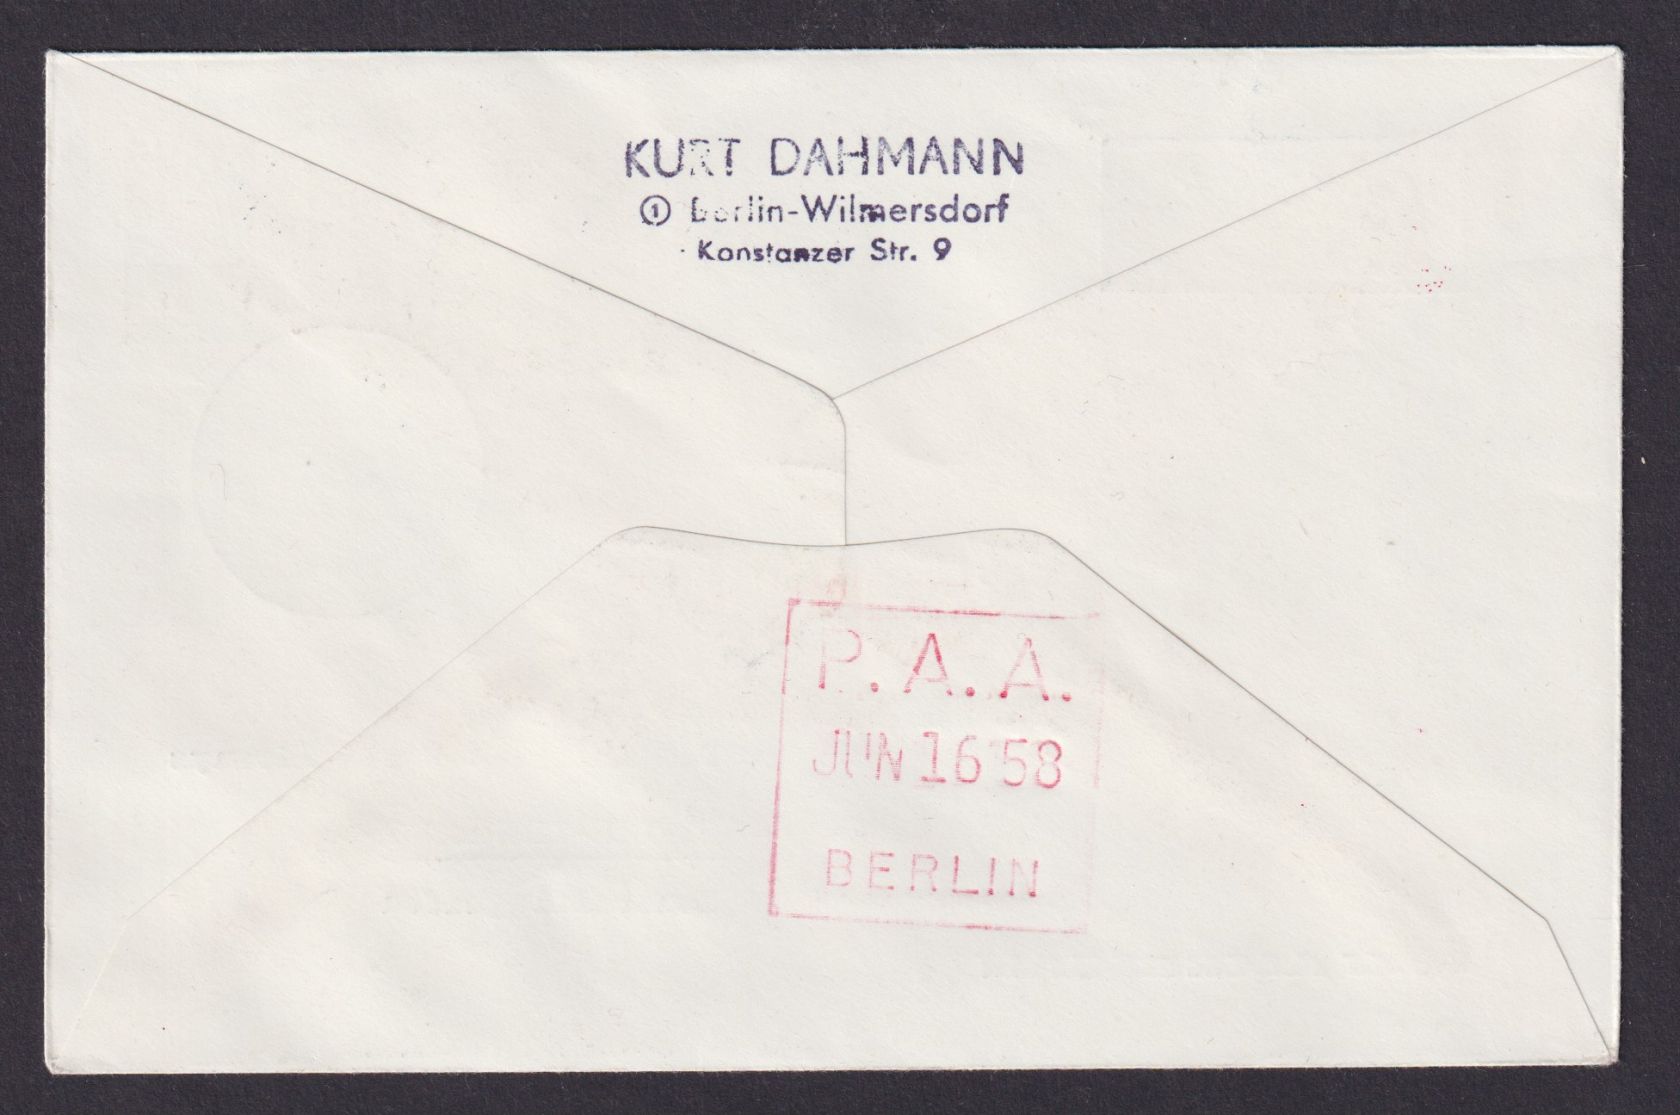 KURT DAHMANN
① Berlin-Wilmersdorf
Konstanzer Str. 9
P.A.A.
JUN 16 58
BERLIN